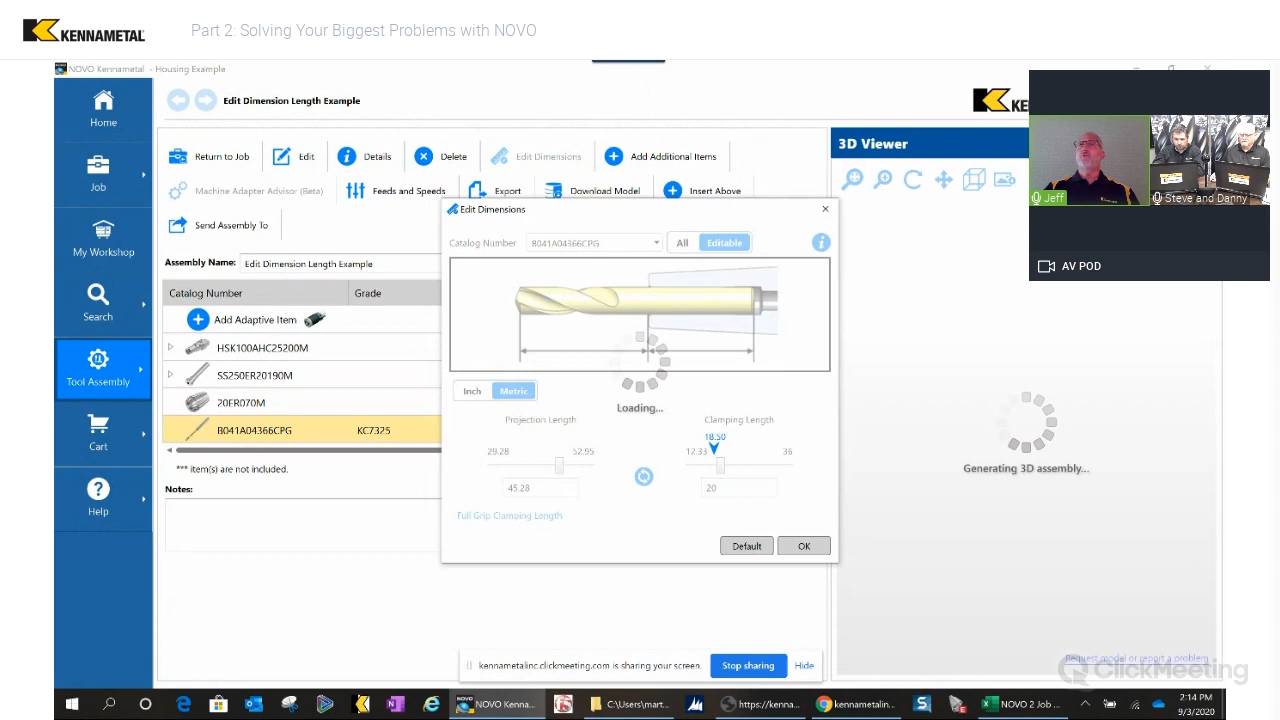 KENNAMETAL
Part 2: Solving Your Biggest Problems with NOVO
NOVO Kennametal - Housing Example
Home
Job
My Workshop
Search
Tool Assembly
Cart
Help
Edit Dimension Length Example
Return to Job
Edit
Details
Delete
Edit Dimensions
Add Additional Items
Machine Adapter Advisor (Beta)
Feeds and Speeds
Export
Download Model
Insert Above
Send Assembly To
Assembly Name:
Edit Dimension Length Example
Catalog Number
Grade
Add Adaptive Item
HSK100AHC25200M
SS250ER20190M
20ER070M
B041A04366CPG
KC7325
*** item(s) are not included.
Notes:
Edit Dimensions
Catalog Number
B041A04366CPG
All
Editable
Inch
Metric
Loading...
Projection Length
Clamping Length
18.50
29.28
52.95
12.33
36
45.28
20
Full Grip Clamping Length
Default
OK
KE
3D Viewer
Generating 3D assembly...
Request model or report a problem
Jeff
Steve and Danny
AV POD
kennametalinc.clickmeeting.com is sharing your screen.
Stop sharing
Hide
ClickMeeting
NOVO Kenna...
C:\Users\mart...
https://kenna...
kennametalin...
NOVO 2 Job ...
2:14 PM
9/3/2020